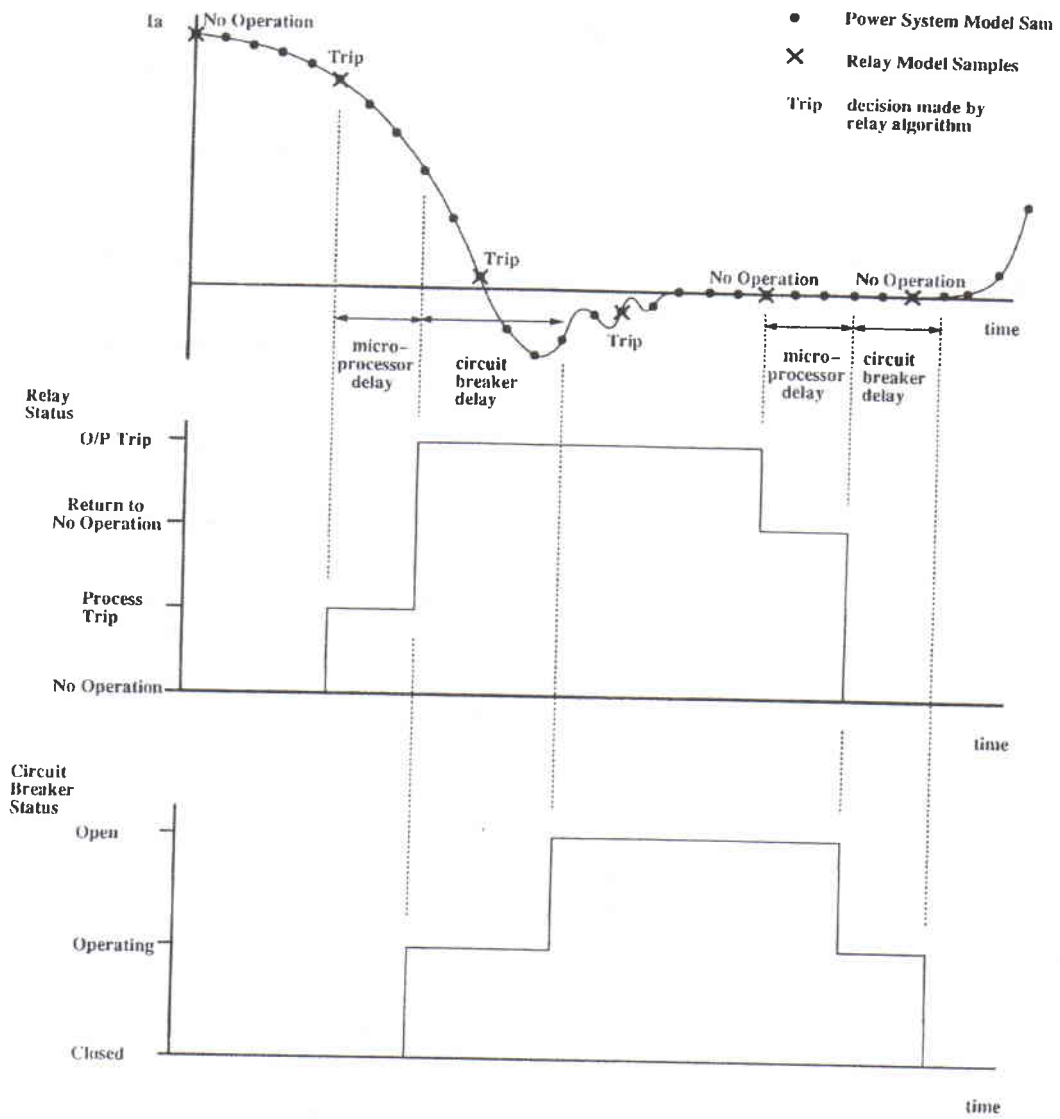 Ia
No Operation
Trip
Power System Model Sam
Relay Model Samples
Trip decision made by
relay algorithm
Trip
Trip
No Operation
No Operation
time
micro-
processor
delay
circuit
breaker
delay
micro-
processor
delay
circuit
breaker
delay
Relay
Status
O/P Trip
Return to
No Operation
Process
Trip
No Operation
time
Circuit
Breaker
Status
Open
Operating
Closed
time